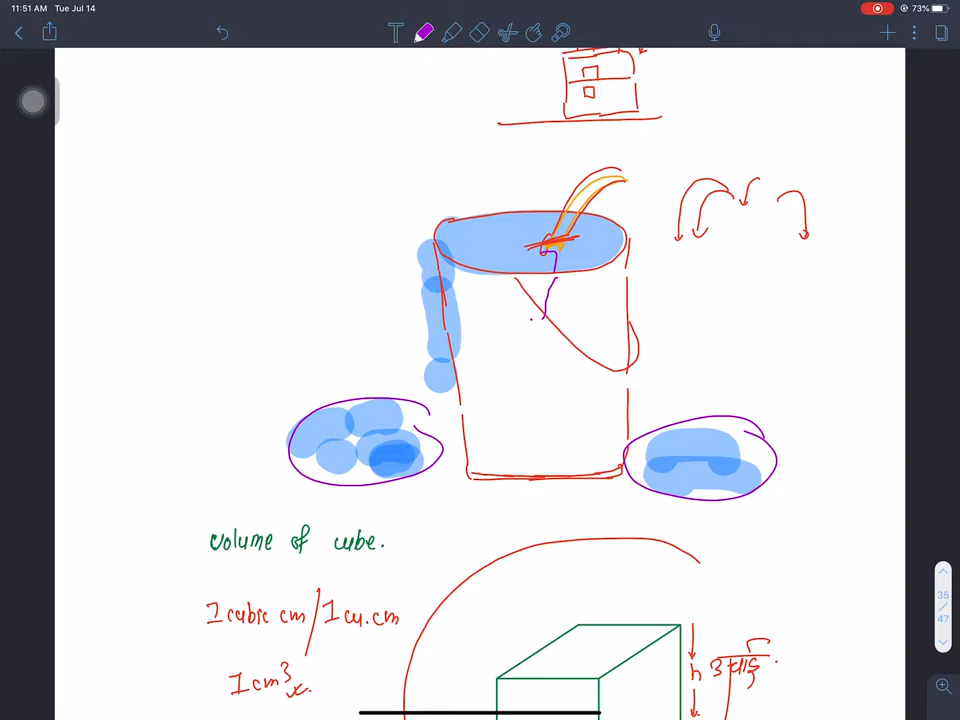 11:51 AM Tue Jul 14
73%
T
volume of cube.
1 cubic cm / 1 cu.cm
1 cm³
h
3
35
/
47